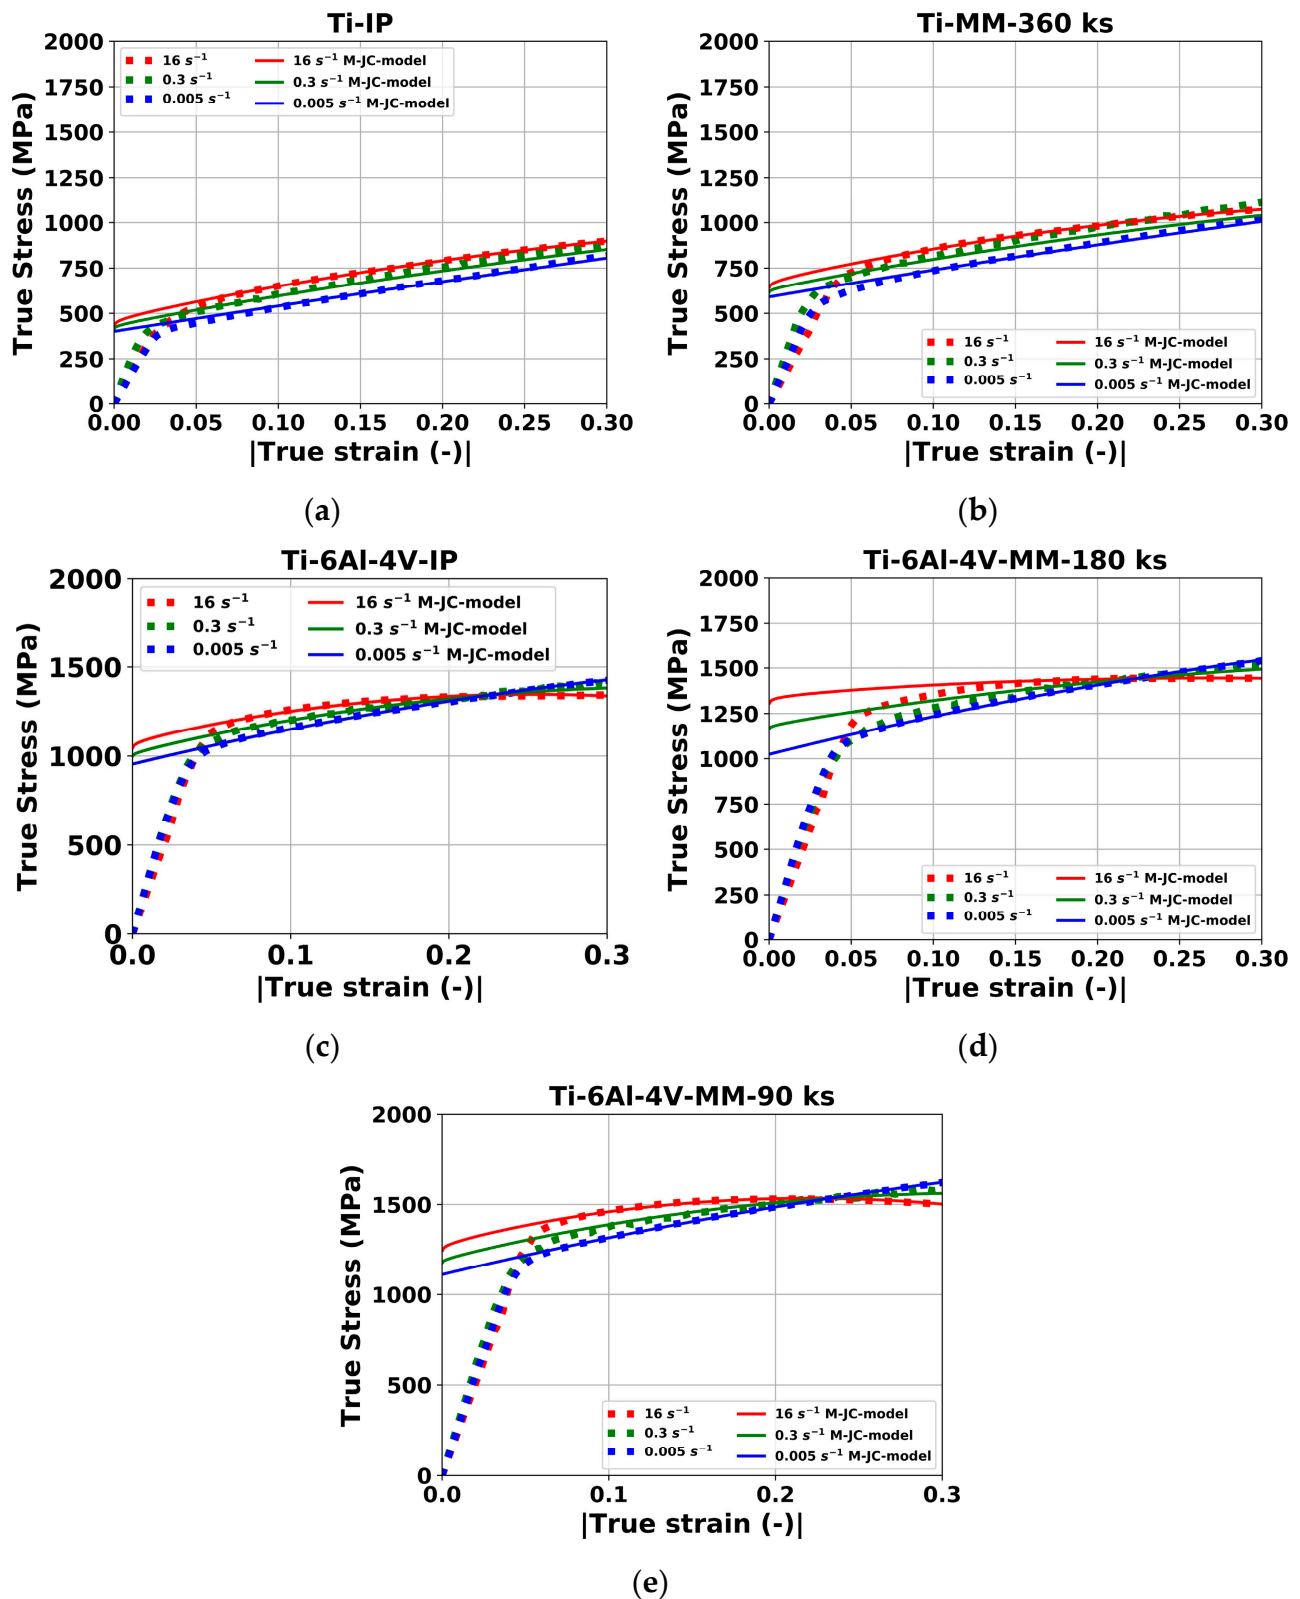 Ti-IP
2000
1750
1500
1250
1000
750
500
250
0
True Stress (MPa)
16 s⁻¹
0.3 s⁻¹
0.005 s⁻¹
16 s⁻¹ M-JC-model
0.3 s⁻¹ M-JC-model
0.005 s⁻¹ M-JC-model
0.00 0.05 0.10 0.15 0.20 0.25 0.30
|True strain (-)|
(a)
Ti-MM-360 ks
2000
1750
1500
1250
1000
750
500
250
0
True Stress (MPa)
16 s⁻¹
0.3 s⁻¹
0.005 s⁻¹
16 s⁻¹ M-JC-model
0.3 s⁻¹ M-JC-model
0.005 s⁻¹ M-JC-model
0.00 0.05 0.10 0.15 0.20 0.25 0.30
|True strain (-)|
(b)
Ti-6Al-4V-IP
2000
1500
1000
500
0
True Stress (MPa)
16 s⁻¹
0.3 s⁻¹
0.005 s⁻¹
16 s⁻¹ M-JC-model
0.3 s⁻¹ M-JC-model
0.005 s⁻¹ M-JC-model
0.0 0.1 0.2 0.3
|True strain (-)|
(c)
Ti-6Al-4V-MM-180 ks
2000
1750
1500
1250
1000
750
500
250
0
True Stress (MPa)
16 s⁻¹
0.3 s⁻¹
0.005 s⁻¹
16 s⁻¹ M-JC-model
0.3 s⁻¹ M-JC-model
0.005 s⁻¹ M-JC-model
0.00 0.05 0.10 0.15 0.20 0.25 0.30
|True strain (-)|
(d)
Ti-6Al-4V-MM-90 ks
2000
1500
1000
500
0
True Stress (MPa)
16 s⁻¹
0.3 s⁻¹
0.005 s⁻¹
16 s⁻¹ M-JC-model
0.3 s⁻¹ M-JC-model
0.005 s⁻¹ M-JC-model
0.0 0.1 0.2 0.3
|True strain (-)|
(e)